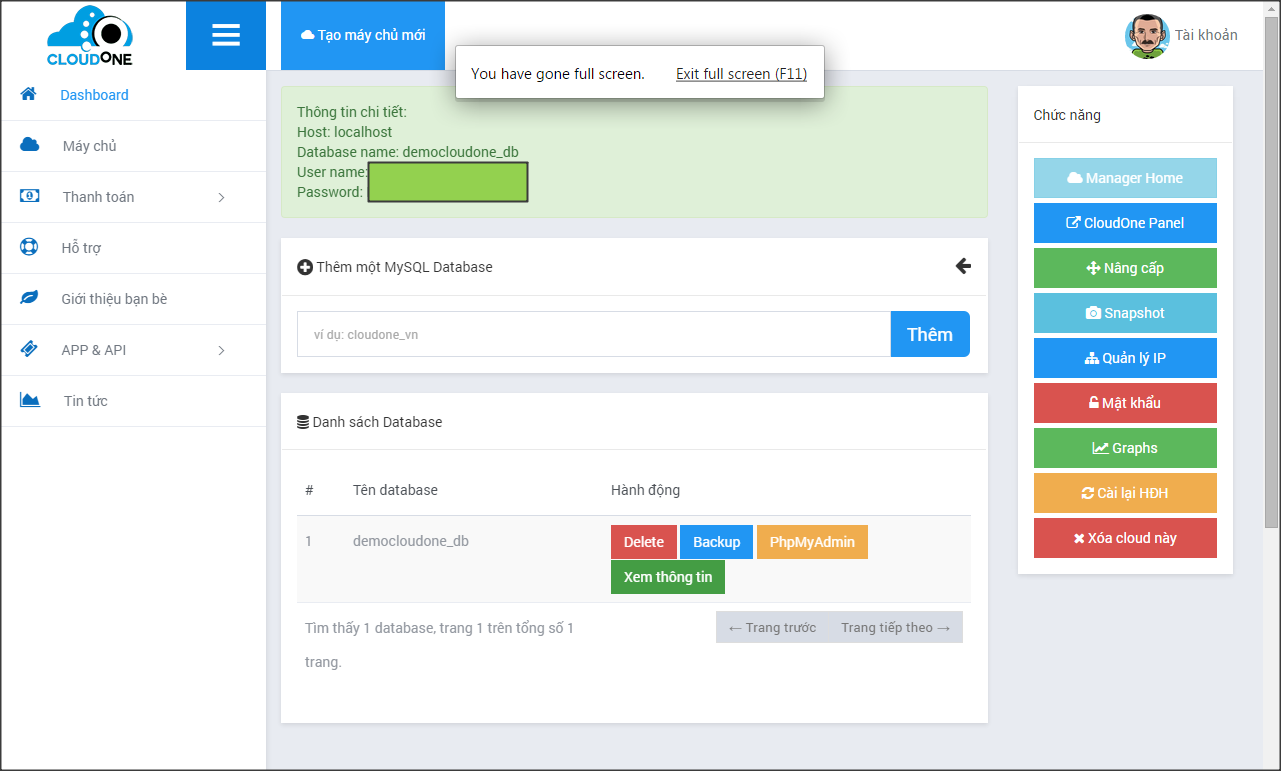 CLOUDONE
Tạo máy chủ mới
Tài khoản
You have gone full screen. Exit full screen (F11)
Dashboard
Máy chủ
Thanh toán
Hỗ trợ
Giới thiệu bạn bè
APP & API
Tin tức
Thông tin chi tiết:
Host: localhost
Database name: democloudone_db
User name:
Password:
Thêm một MySQL Database
ví dụ: cloudone_vn Thêm
Danh sách Database
# Tên database Hành động
1 democloudone_db Delete Backup PhpMyAdmin
Xem thông tin
Tìm thấy 1 database, trang 1 trên tổng số 1
trang.
← Trang trước Trang tiếp theo →
Chức năng
Manager Home
CloudOne Panel
Nâng cấp
Snapshot
Quản lý IP
Mật khẩu
Graphs
Cài lại HĐH
Xóa cloud này